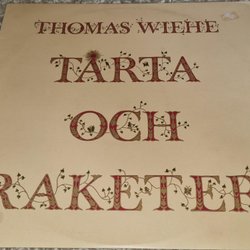 THOMAS WIEHE
TÅRTA
OCH
RAKETER